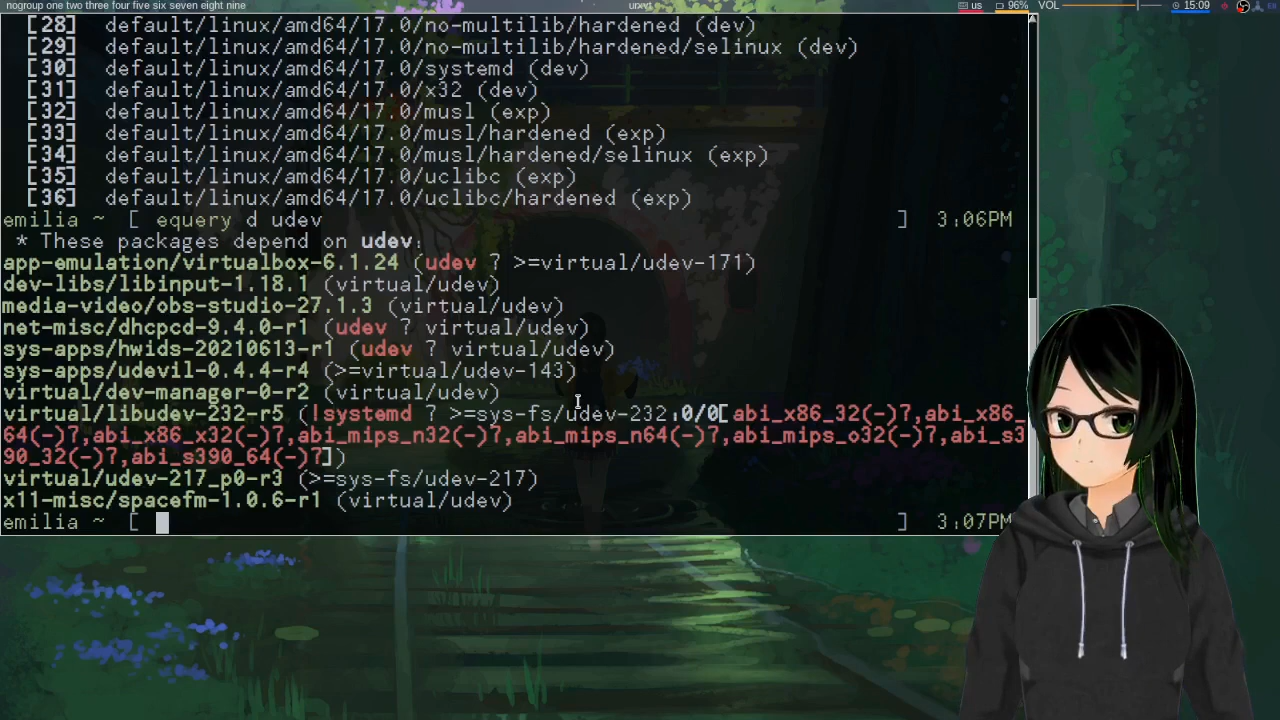 nogroup one two three four five six seven eight nine urxvt us 96% VOL 15:09 EN
[28] default/linux/amd64/17.0/no-multilib/hardened (dev)
[29] default/linux/amd64/17.0/no-multilib/hardened/selinux (dev)
[30] default/linux/amd64/17.0/systemd (dev)
[31] default/linux/amd64/17.0/x32 (dev)
[32] default/linux/amd64/17.0/musl (exp)
[33] default/linux/amd64/17.0/musl/hardened (exp)
[34] default/linux/amd64/17.0/musl/hardened/selinux (exp)
[35] default/linux/amd64/17.0/uclibc (exp)
[36] default/linux/amd64/17.0/uclibc/hardened (exp)
emilia ~ [ equery d udev ] 3:06PM
* These packages depend on udev:
app-emulation/virtualbox-6.1.24 (udev ? >=virtual/udev-171)
dev-libs/libinput-1.18.1 (virtual/udev)
media-video/obs-studio-27.1.3 (virtual/udev)
net-misc/dhcpcd-9.4.0-r1 (udev ? virtual/udev)
sys-apps/hwids-20210613-r1 (udev ? virtual/udev)
sys-apps/udevil-0.4.4-r4 (>=virtual/udev-143)
virtual/dev-manager-0-r2 (virtual/udev)
virtual/libudev-232-r5 (!systemd ? >=sys-fs/udev-232:0/0[abi_x86_32(-)?,abi_x86_
64(-)?,abi_x86_x32(-)?,abi_mips_n32(-)?,abi_mips_n64(-)?,abi_mips_o32(-)?,abi_s3
90_32(-)?,abi_s390_64(-)?])
virtual/udev-217_p0-r3 (>=sys-fs/udev-217)
x11-misc/spacefm-1.0.6-r1 (virtual/udev)
emilia ~ [ ] 3:07PM